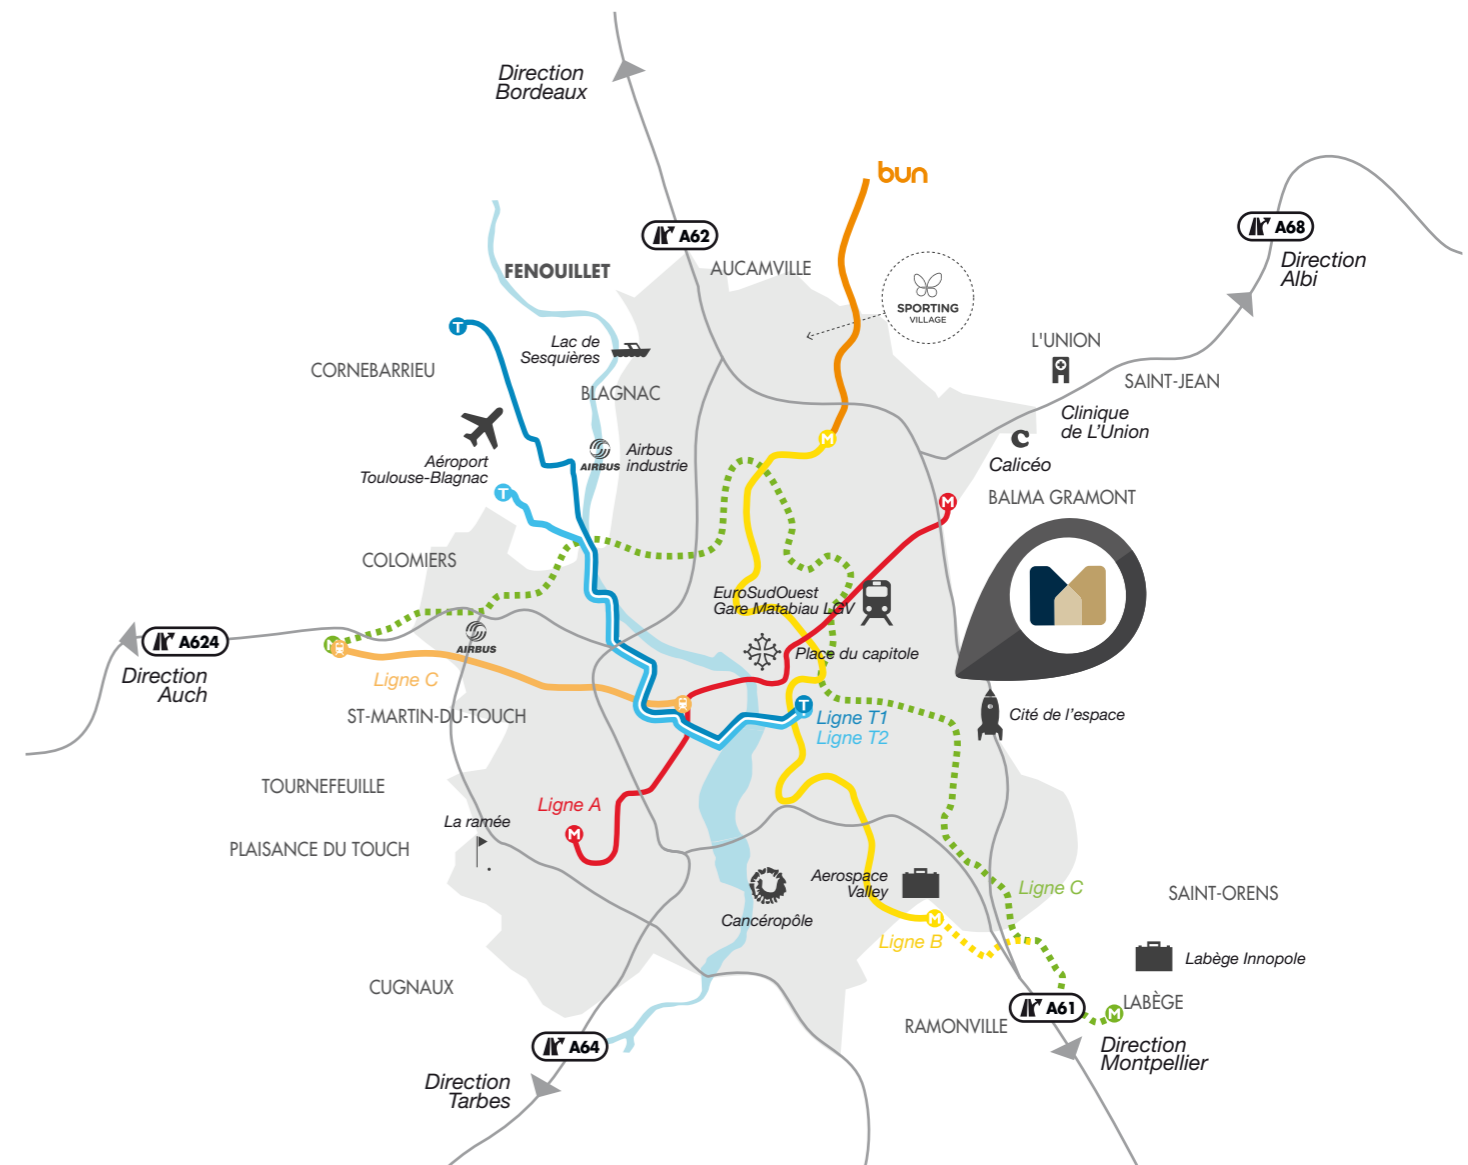 Direction
Bordeaux
bun
A62
A68
Direction
Albi
FENOUILLET
AUCAMVILLE
SPORTING
VILLAGE
T
Lac de
Sesquières
L'UNION
CORNEBARRIEU
SAINT-JEAN
BLAGNAC
Clinique
de L'Union
M
C
Calicéo
Aéroport
Toulouse-Blagnac
AIRBUS
Airbus
industrie
T
M
BALMA GRAMONT
COLOMIERS
EuroSudOuest
Gare Matabiau LGV
A624
M
AIRBUS
Place du capitole
Direction
Auch
Ligne C
ST-MARTIN-DU-TOUCH
T
Ligne T1
Ligne T2
Cité de l'espace
TOURNEFEUILLE
Ligne A
La ramée
M
PLAISANCE DU TOUCH
Aerospace
Valley
Ligne C
SAINT-ORENS
Cancéropôle
M
Ligne B
Labège Innopole
CUGNAUX
A61
M
LABÈGE
RAMONVILLE
A64
Direction
Montpellier
Direction
Tarbes